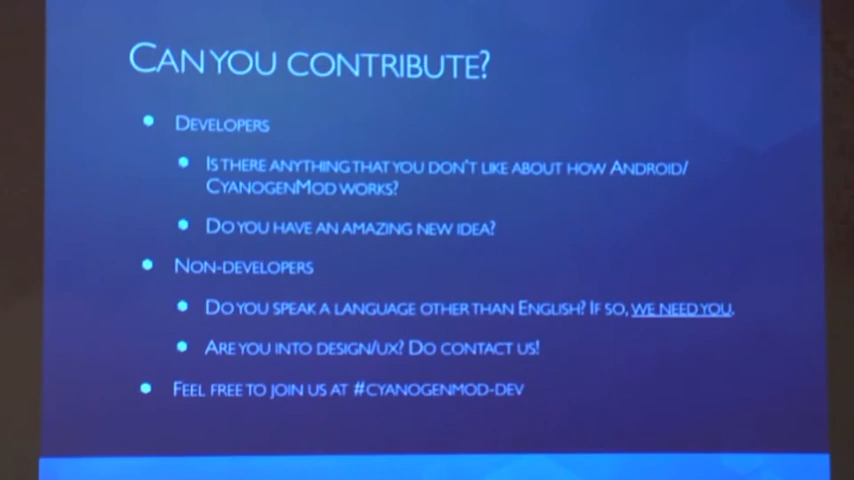 CAN YOU CONTRIBUTE?
DEVELOPERS
IS THERE ANYTHING THAT YOU DON'T LIKE ABOUT HOW ANDROID/
CYANOGENMOD WORKS?
DO YOU HAVE AN AMAZING NEW IDEA?
NON-DEVELOPERS
DO YOU SPEAK A LANGUAGE OTHER THAN ENGLISH? IF SO, WE NEED YOU.
ARE YOU INTO DESIGN/UX? DO CONTACT US!
FEEL FREE TO JOIN US AT #CYANOGENMOD-DEV